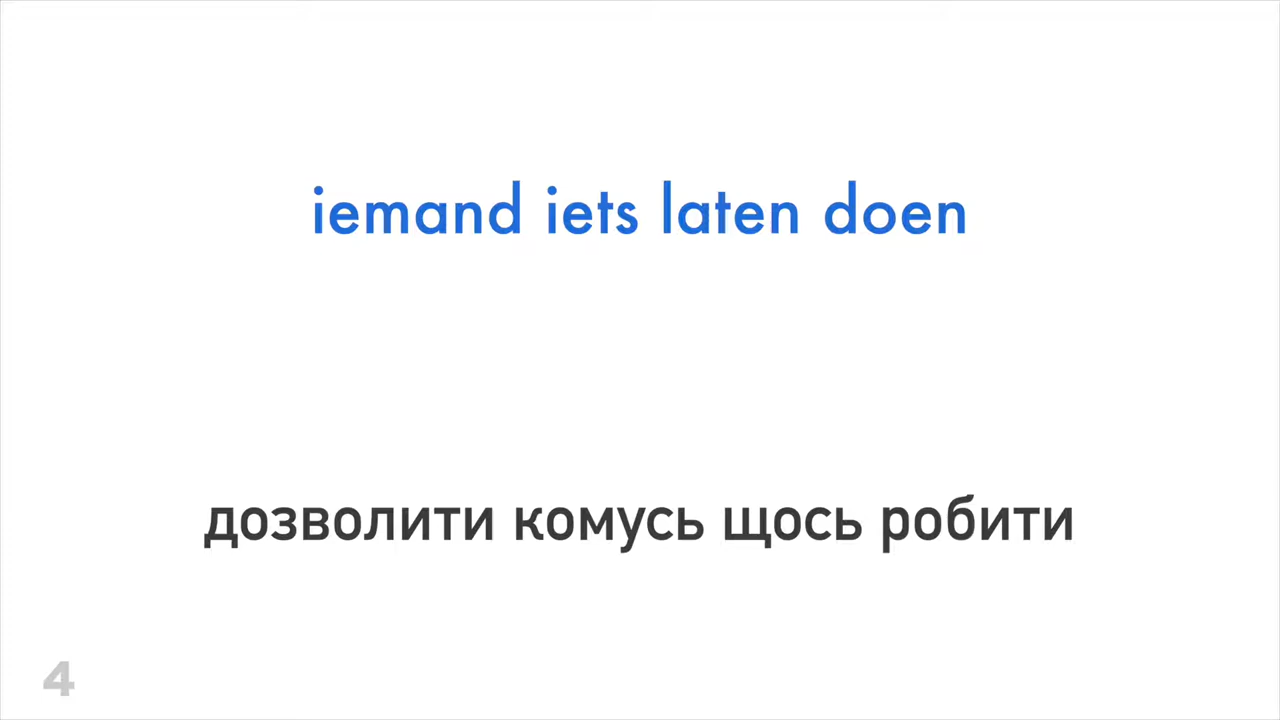 iemand iets laten doen
дозволити комусь щось робити
4